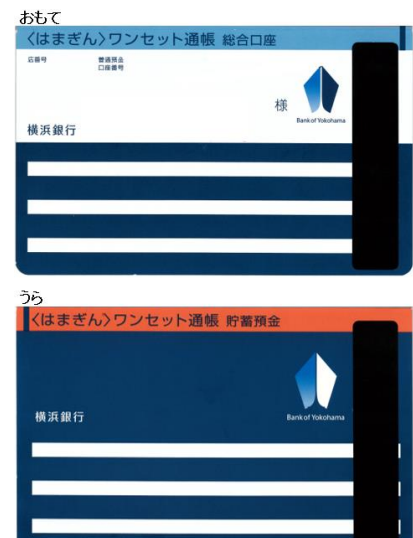 おもて
〈はまぎん〉ワンセット通帳 総合口座
店番号 普通預金
口座番号
様
Bank of Yokohama
横浜銀行
うら
〈はまぎん〉ワンセット通帳 貯蓄預金
横浜銀行
Bank of Yokohama